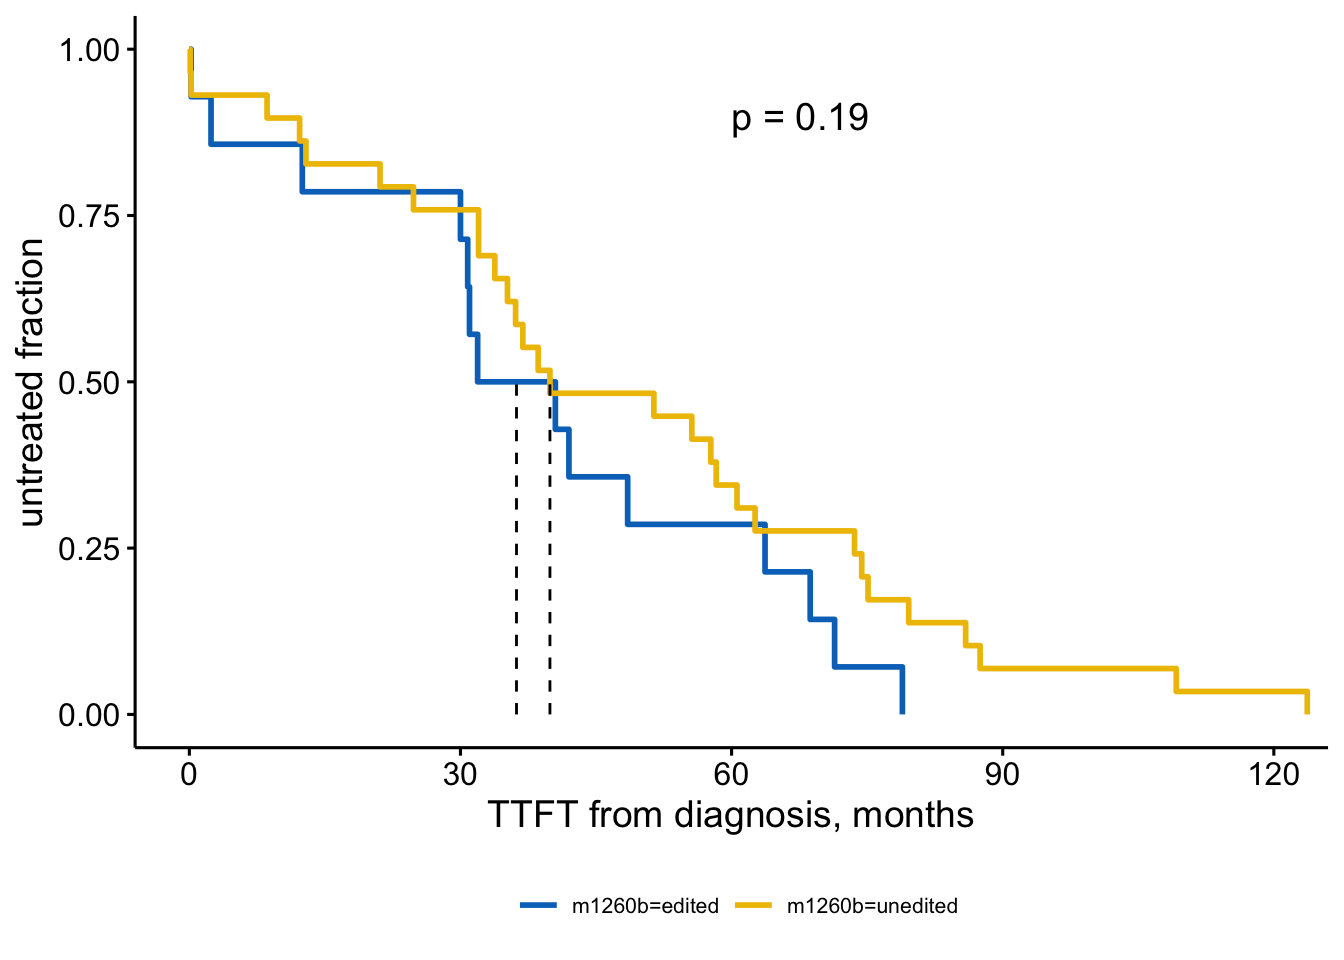 1.00
p = 0.19
0.75
untreated fraction
0.50
0.25
0.00
0 30 60 90 120
TTFT from diagnosis, months
m1260b=edited m1260b=unedited